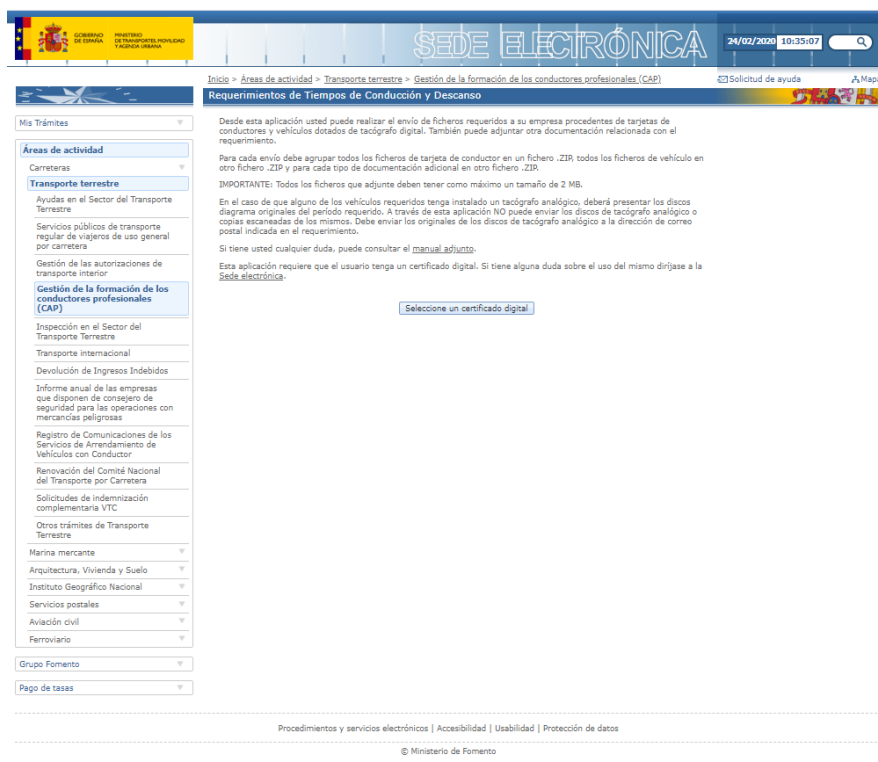 GOBIERNO
DE ESPAÑA
MINISTERIO
DE TRANSPORTES, MOVILIDAD
Y AGENDA URBANA
SEDE ELECTRÓNICA
24/02/2020 10:35:07
Inicio > Áreas de actividad > Transporte terrestre > Gestión de la formación de los conductores profesionales (CAP)
Solicitud de ayuda
Mapa
Requerimientos de Tiempos de Conducción y Descanso
Mis Trámites
Áreas de actividad
Carreteras
Transporte terrestre
Ayudas en el Sector del Transporte
Terrestre
Servicios públicos de transporte
regular de viajeros de uso general
por carretera
Gestión de las autorizaciones de
transporte interior
Gestión de la formación de los
conductores profesionales
(CAP)
Inspección en el Sector del
Transporte Terrestre
Transporte internacional
Devolución de Ingresos Indebidos
Informe anual de las empresas
que disponen de consejero de
seguridad para las operaciones con
mercancías peligrosas
Registro de Comunicaciones de los
Servicios de Arrendamiento de
Vehículos con Conductor
Renovación del Comité Nacional
del Transporte por Carretera
Solicitudes de indemnización
complementaria VTC
Otros trámites de Transporte
Terrestre
Marina mercante
Arquitectura, Vivienda y Suelo
Instituto Geográfico Nacional
Servicios postales
Aviación civil
Ferroviario
Grupo Fomento
Pago de tasas
Desde esta aplicación usted puede realizar el envío de ficheros requeridos a su empresa procedentes de tarjetas de
conductores y vehículos dotados de tacógrafo digital. También puede adjuntar otra documentación relacionada con el
requerimiento.
Para cada envío debe agrupar todos los ficheros de tarjeta de conductor en un fichero .ZIP, todos los ficheros de vehículo en
otro fichero .ZIP y para cada tipo de documentación adicional en otro fichero .ZIP.
IMPORTANTE: Todos los ficheros que adjunte deben tener como máximo un tamaño de 2 MB.
En el caso de que alguno de los vehículos requeridos tenga instalado un tacógrafo analógico, deberá presentar los discos
diagrama originales del período requerido. A través de esta aplicación NO puede enviar los discos de tacógrafo analógico o
copias escaneadas de los mismos. Debe enviar los originales de los discos de tacógrafo analógico a la dirección de correo
postal indicada en el requerimiento.
Si tiene usted cualquier duda, puede consultar el manual adjunto.
Esta aplicación requiere que el usuario tenga un certificado digital. Si tiene alguna duda sobre el uso del mismo diríjase a la
Sede electrónica.
Seleccione un certificado digital
Procedimientos y servicios electrónicos | Accesibilidad | Usabilidad | Protección de datos
© Ministerio de Fomento